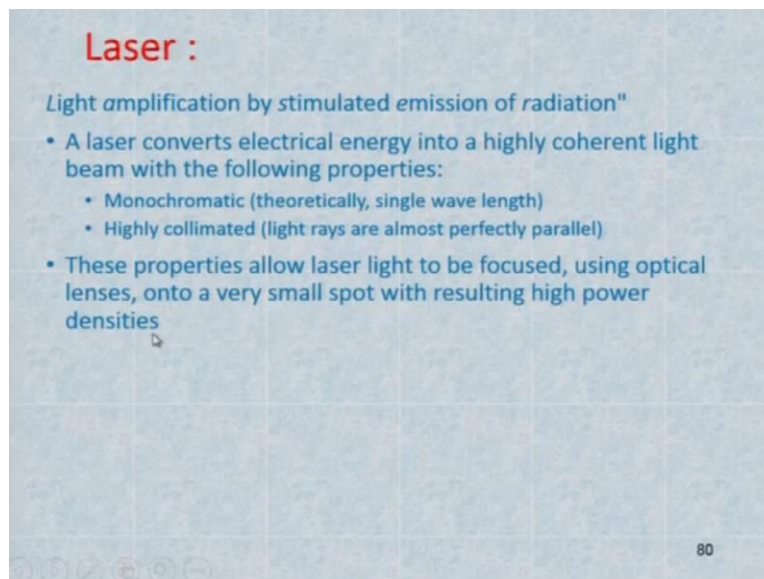 Laser :
Light amplification by stimulated emission of radiation"
• A laser converts electrical energy into a highly coherent light
beam with the following properties:
• Monochromatic (theoretically, single wave length)
• Highly collimated (light rays are almost perfectly parallel)
• These properties allow laser light to be focused, using optical
lenses, onto a very small spot with resulting high power
densities
80